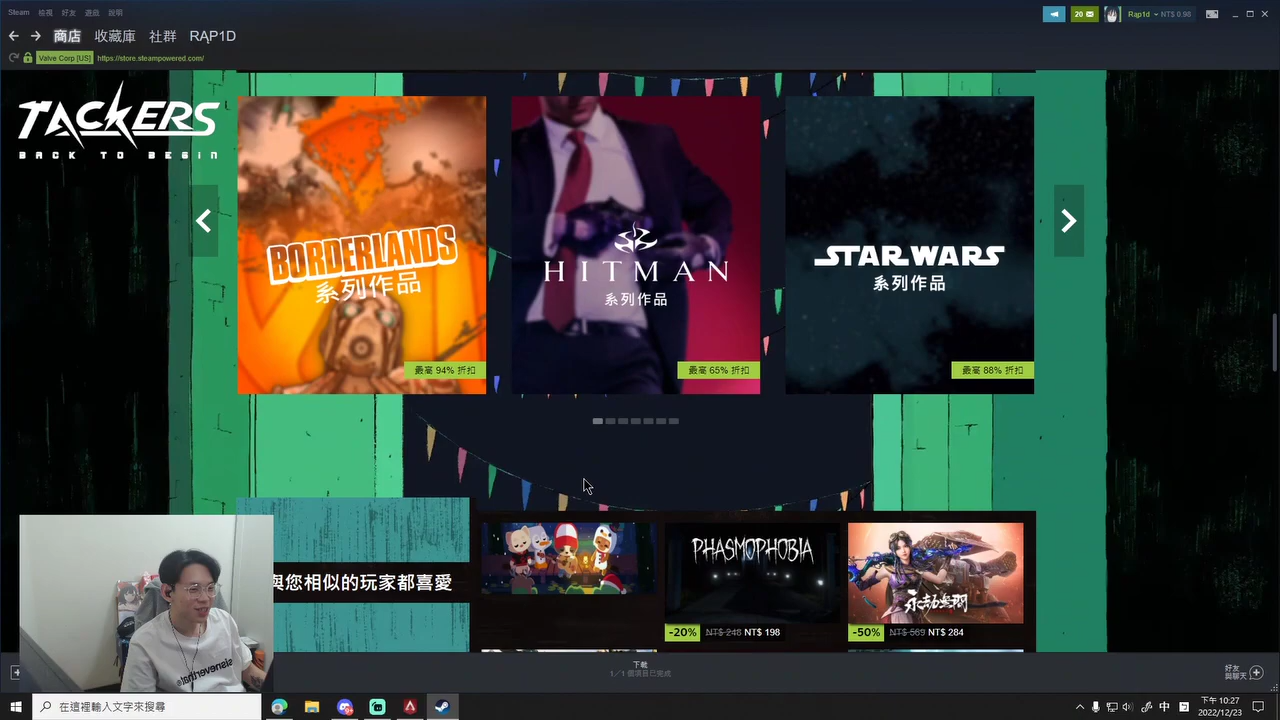 Steam 檢視 好友 遊戲 說明
20
Rap1d NT$ 0.98
商店 收藏庫 社群 RĄP1D
Valve Corp [US] https://store.steampowered.com/
TACKERS
BACK TO BEGIN
BORDERLANDS
系列作品
最高 94% 折扣
HITMAN
系列作品
最高 65% 折扣
STAR WARS
系列作品
最高 88% 折扣
與您相似的玩家都喜愛
PHASMOPHOBIA
-20% NT$ 248 NT$ 198
永劫無間
-50% NT$ 569 NT$ 284
sisneverthat
下載
1／1 個項目已完成
好友
與聊天
在這裡輸入文字來搜尋
中
下午 10:27
2022/12/23